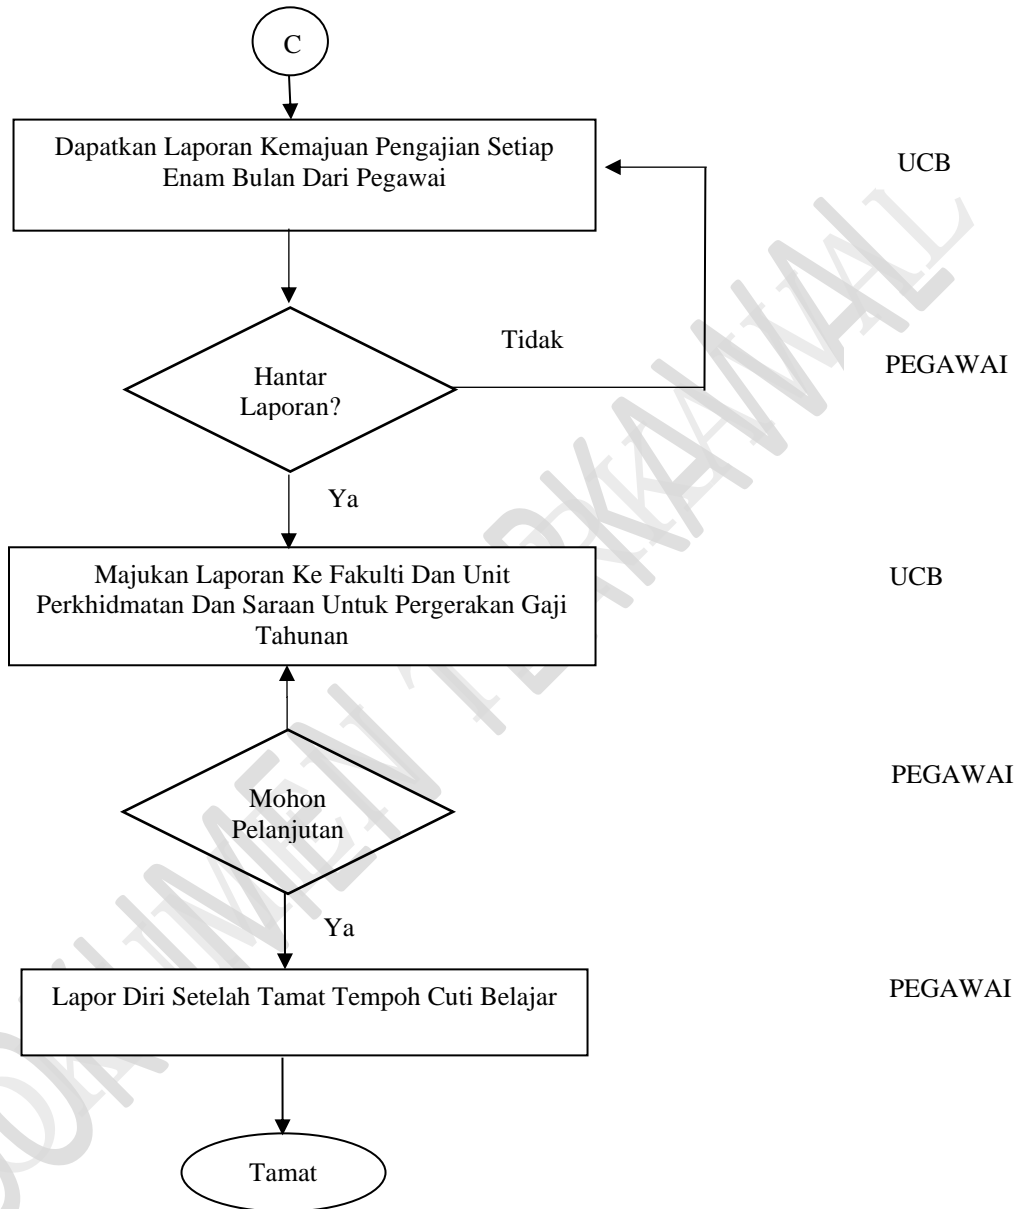 C
Dapatkan Laporan Kemajuan Pengajian Setiap
Enam Bulan Dari Pegawai
UCB
Tidak
Hantar
Laporan?
PEGAWAI
Ya
Majukan Laporan Ke Fakulti Dan Unit
Perkhidmatan Dan Saraan Untuk Pergerakan Gaji
Tahunan
UCB
Mohon
Pelanjutan
PEGAWAI
Ya
Lapor Diri Setelah Tamat Tempoh Cuti Belajar
PEGAWAI
Tamat
DOKUMEN TERKAWAL